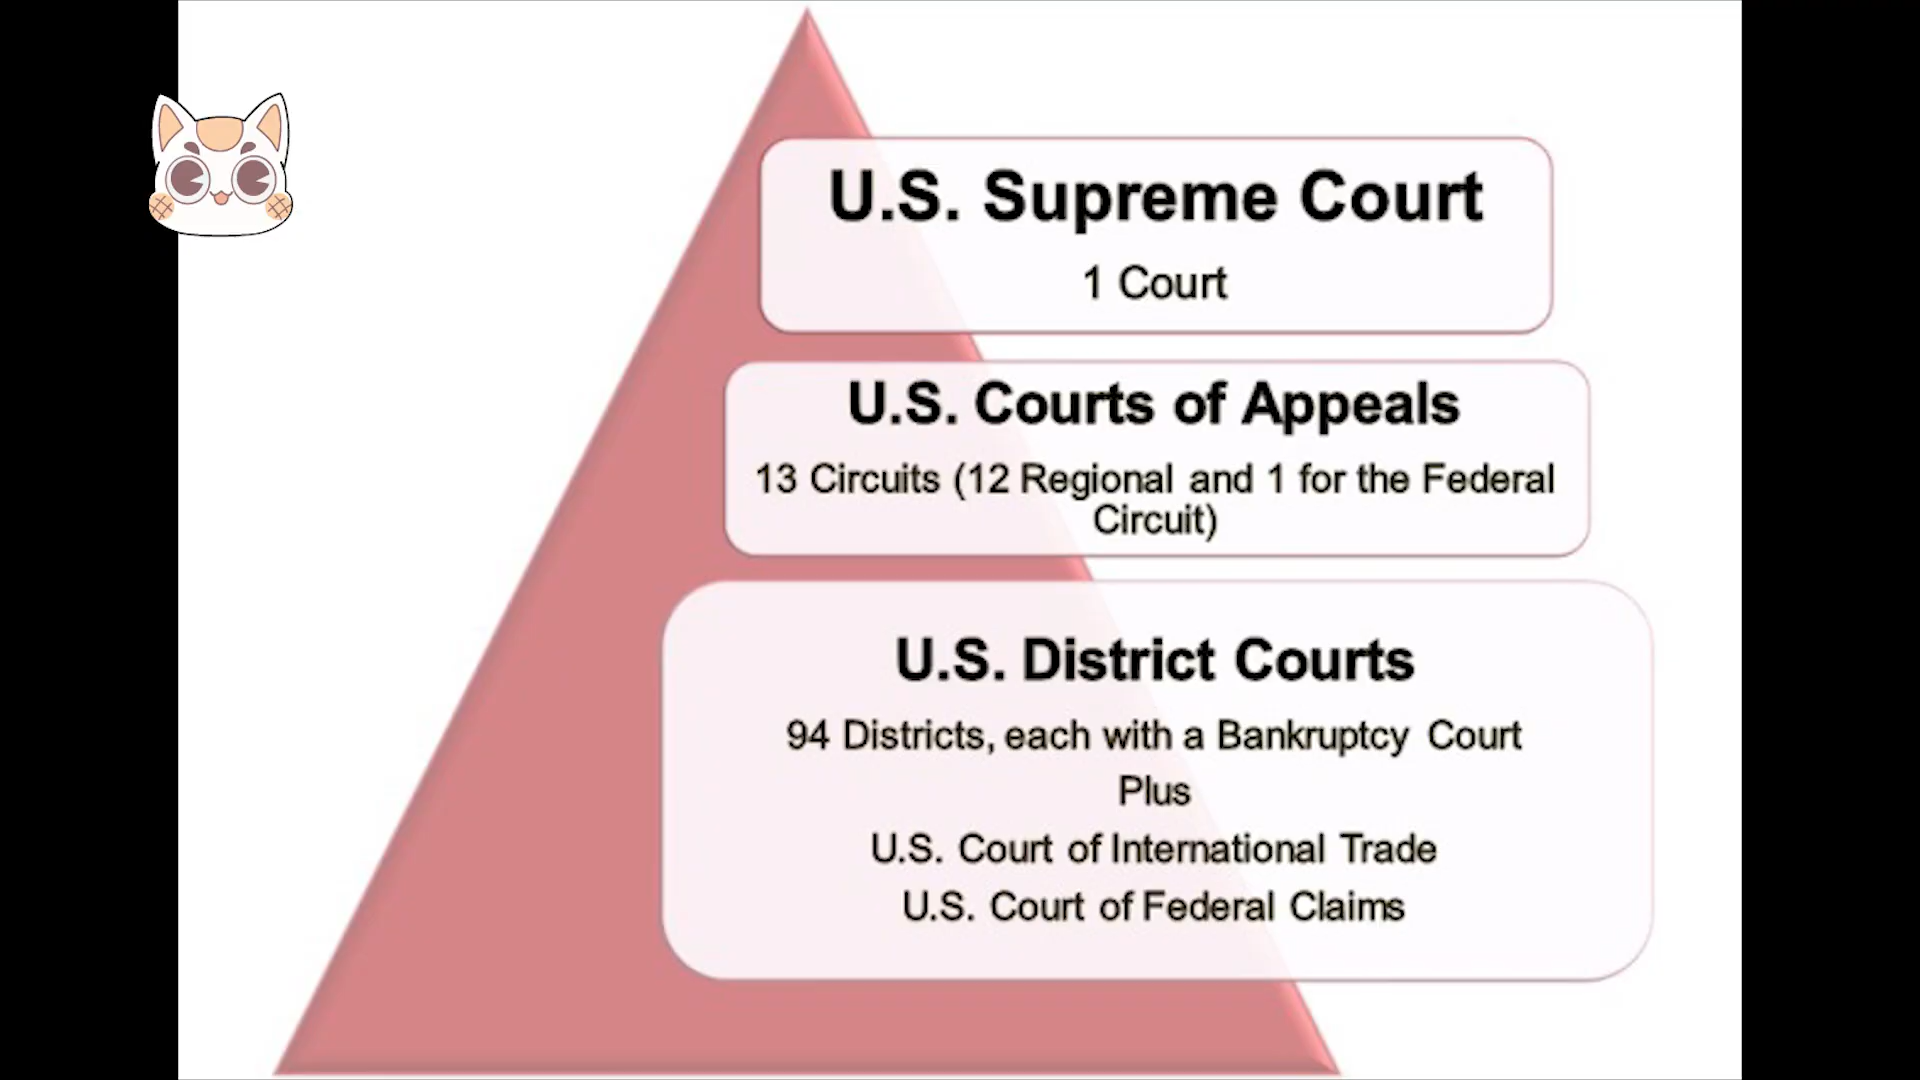 U.S. Supreme Court
1 Court
U.S. Courts of Appeals
13 Circuits (12 Regional and 1 for the Federal
Circuit)
U.S. District Courts
94 Districts, each with a Bankruptcy Court
Plus
U.S. Court of International Trade
U.S. Court of Federal Claims